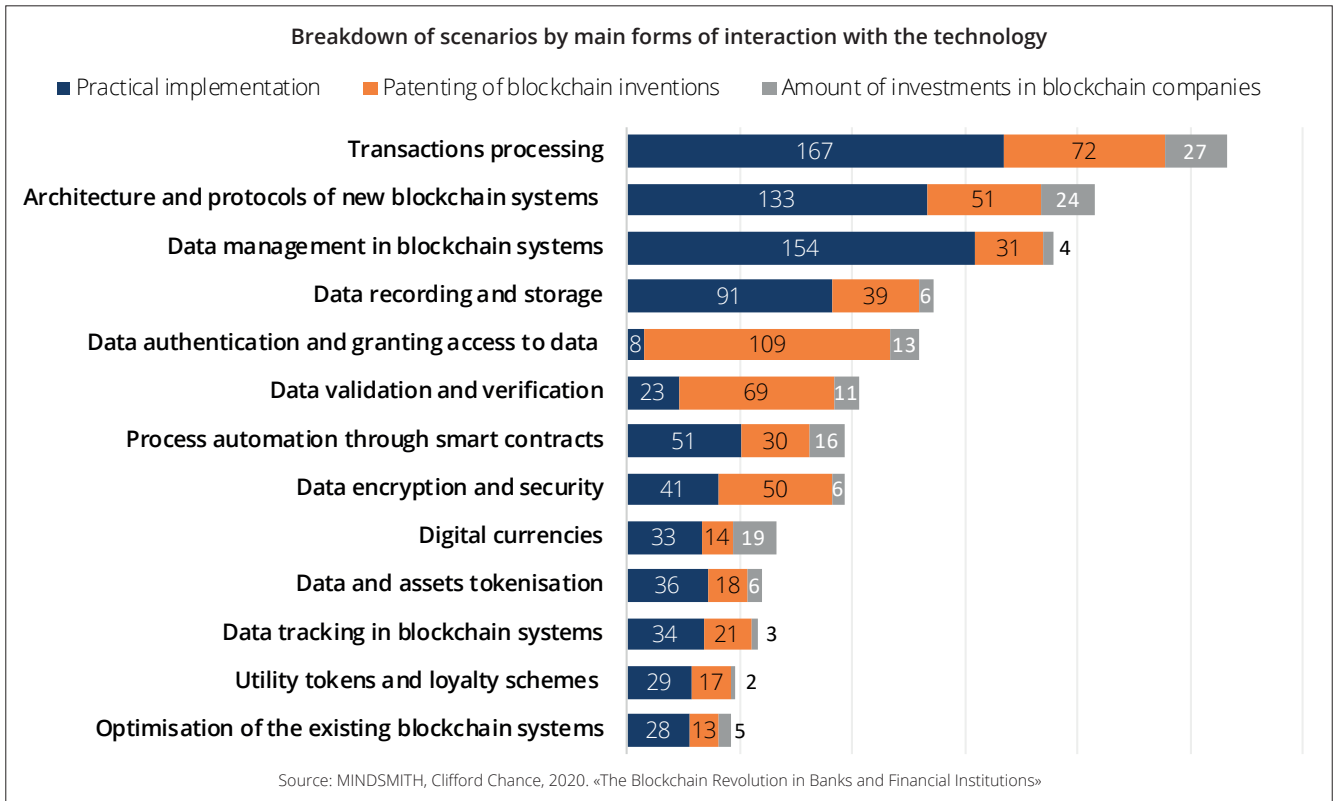 Breakdown of scenarios by main forms of interaction with the technology
Practical implementation Patenting of blockchain inventions Amount of investments in blockchain companies
Transactions processing 167 72 27
Architecture and protocols of new blockchain systems 133 51 24
Data management in blockchain systems 154 31 4
Data recording and storage 91 39 6
Data authentication and granting access to data 8 109 13
Data validation and verification 23 69 11
Process automation through smart contracts 51 30 16
Data encryption and security 41 50 6
Digital currencies 33 14 19
Data and assets tokenisation 36 18 6
Data tracking in blockchain systems 34 21 3
Utility tokens and loyalty schemes 29 17 2
Optimisation of the existing blockchain systems 28 13 5
Source: MINDSMITH, Clifford Chance, 2020. «The Blockchain Revolution in Banks and Financial Institutions»